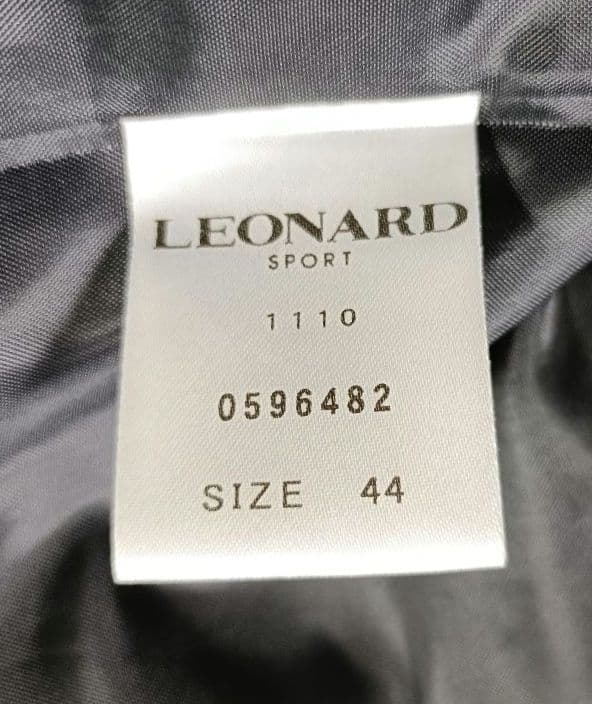 LEONARD
SPORT
1110
0596482
SIZE 44